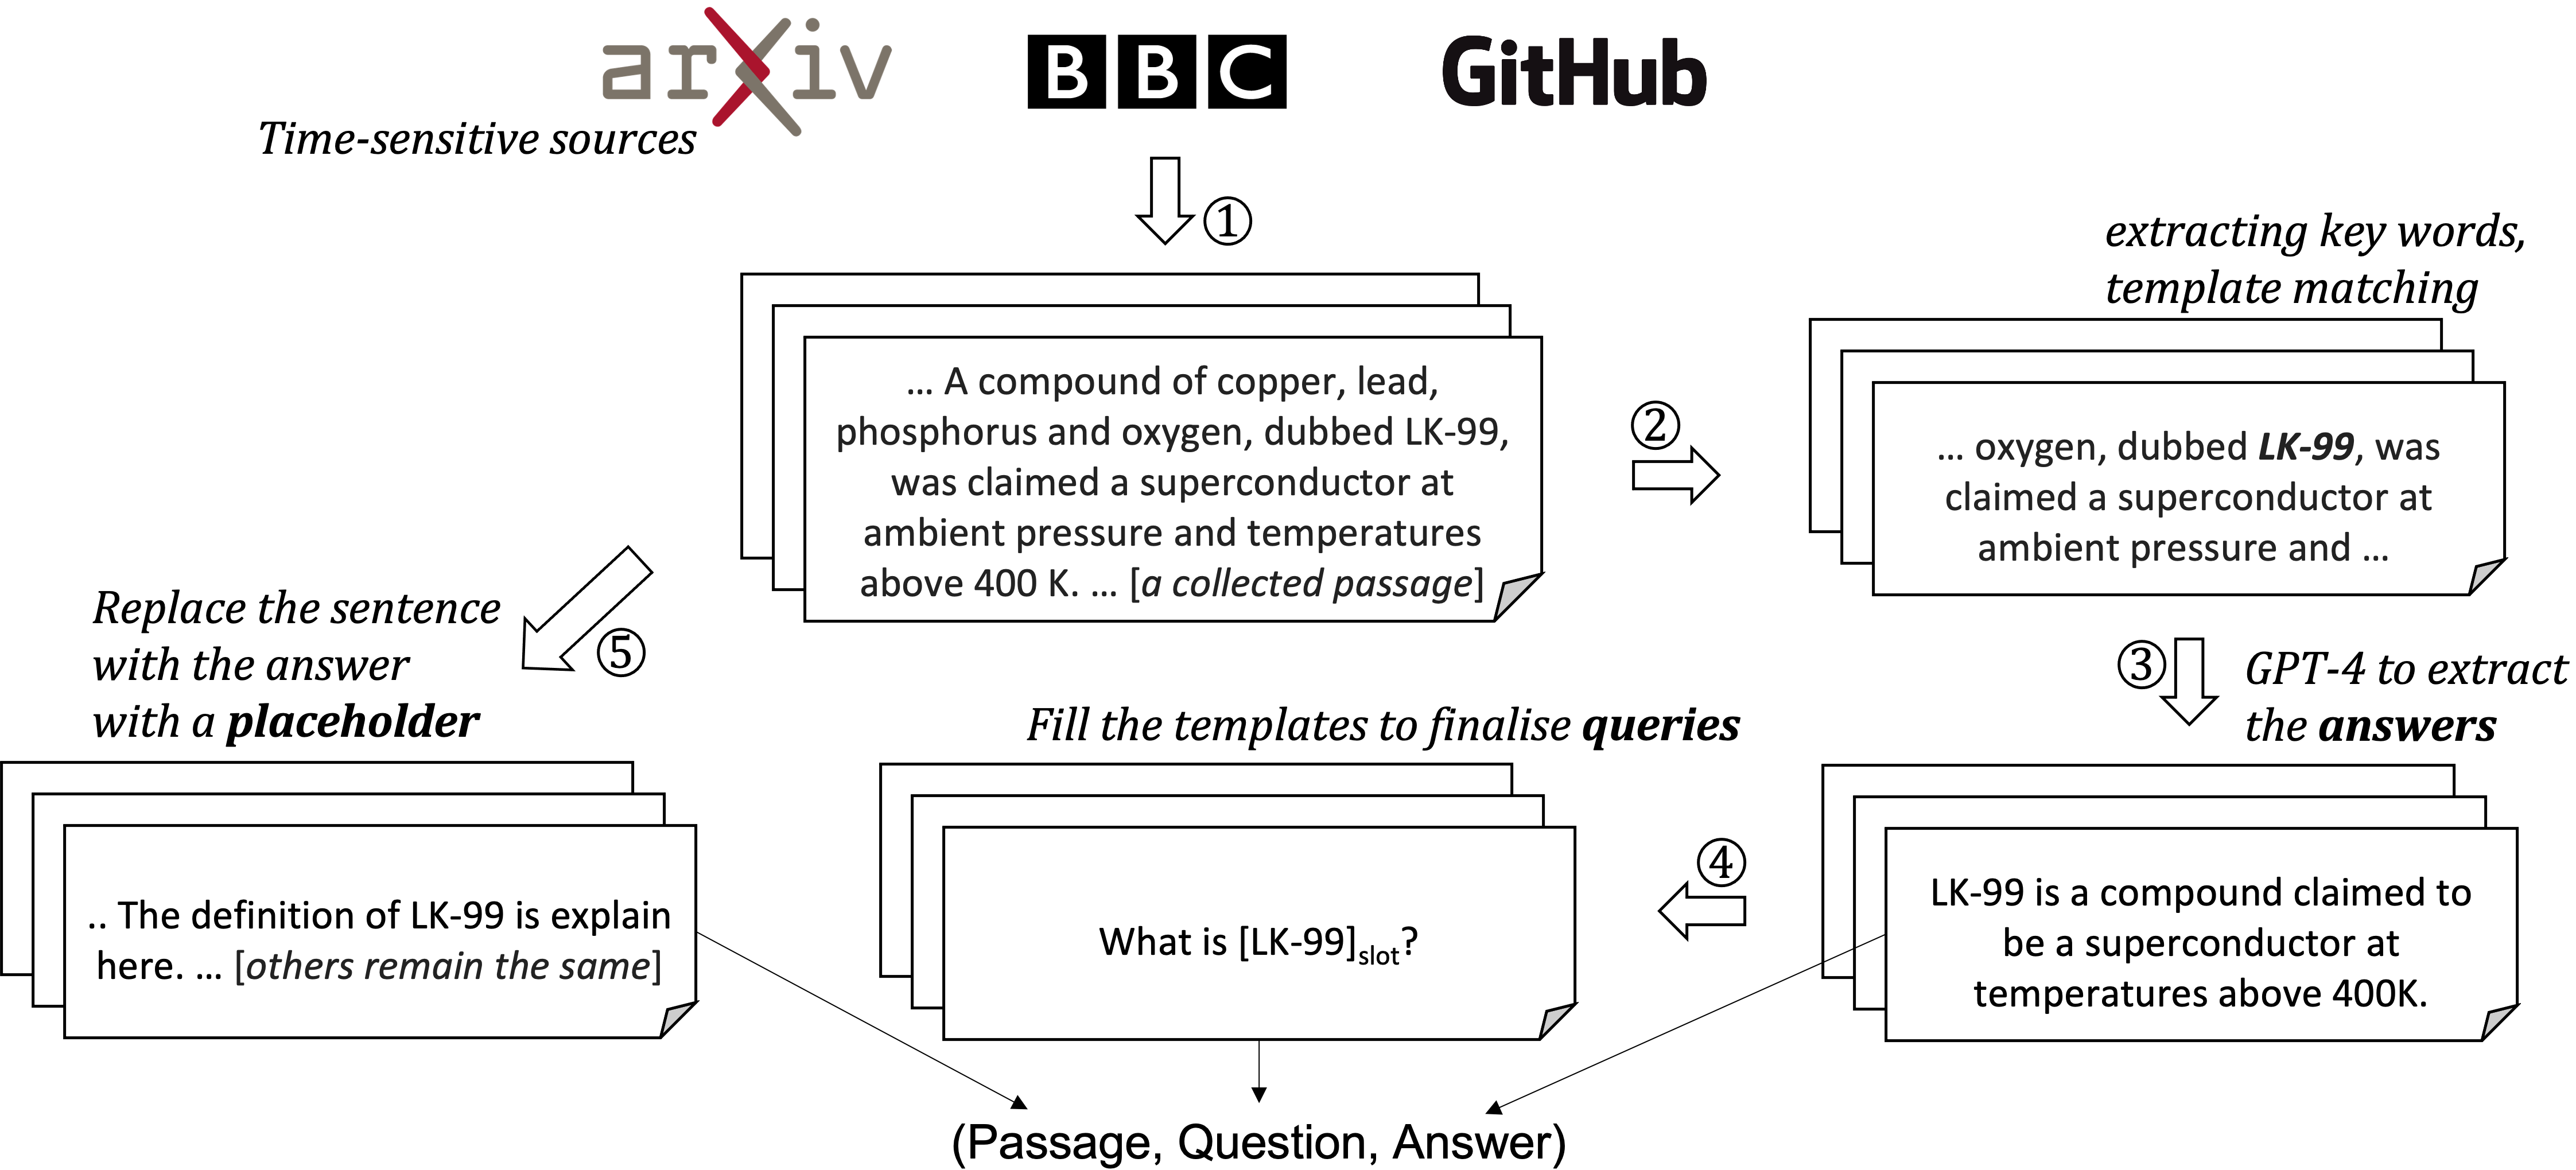 arXiv
BBC
GitHub
Time-sensitive sources
①
extracting key words,
template matching
… A compound of copper, lead,
phosphorus and oxygen, dubbed LK-99,
was claimed a superconductor at
ambient pressure and temperatures
above 400 K. … [a collected passage]
②
… oxygen, dubbed LK-99, was
claimed a superconductor at
ambient pressure and …
③
GPT-4 to extract
the answers
Replace the sentence
with the answer
with a placeholder
⑤
Fill the templates to finalise queries
④
.. The definition of LK-99 is explain
here. … [others remain the same]
What is [LK-99]slot?
LK-99 is a compound claimed to
be a superconductor at
temperatures above 400K.
(Passage, Question, Answer)